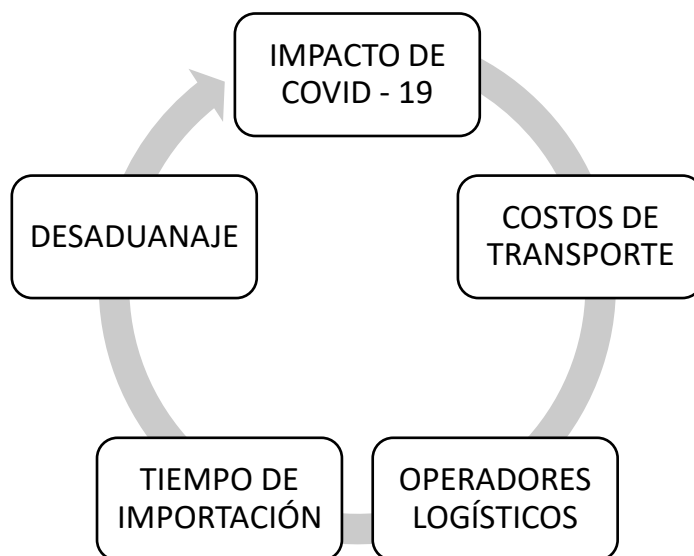 IMPACTO DE
COVID - 19
COSTOS DE
TRANSPORTE
OPERADORES
LOGÍSTICOS
TIEMPO DE
IMPORTACIÓN
DESADUANAJE